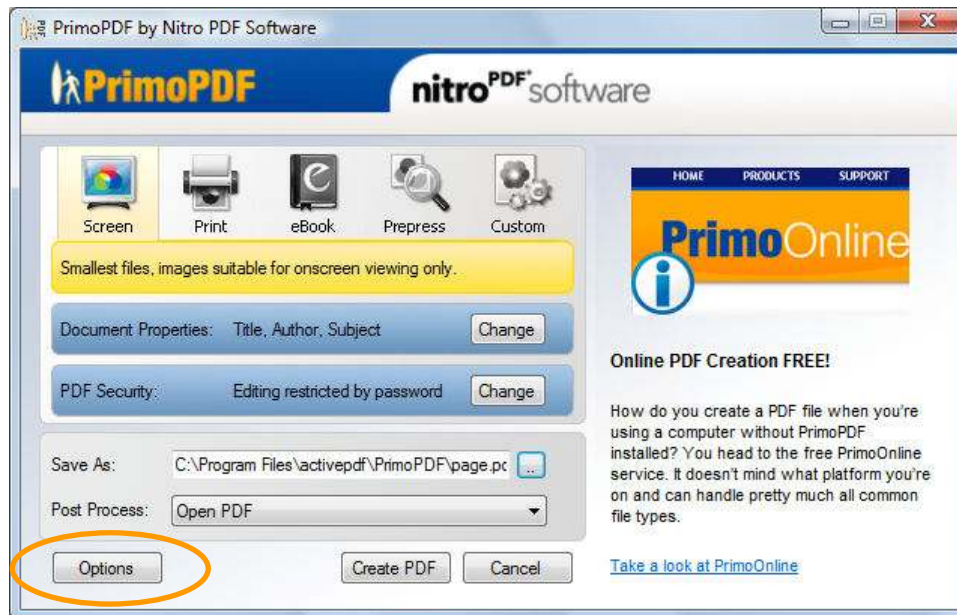 PrimoPDF by Nitro PDF Software
PrimoPDF
nitroPDF® software
Screen
Print
eBook
Prepress
Custom
Smallest files, images suitable for onscreen viewing only.
Document Properties: Title, Author, Subject Change
PDF Security: Editing restricted by password Change
Save As: C:\Program Files\activepdf\PrimoPDF\page.pc ...
Post Process: Open PDF
Options
Create PDF
Cancel
HOME PRODUCTS SUPPORT
PrimoOnline
Online PDF Creation FREE!
How do you create a PDF file when you're
using a computer without PrimoPDF
installed? You head to the free PrimoOnline
service. It doesn't mind what platform you're
on and can handle pretty much all common
file types.
Take a look at PrimoOnline